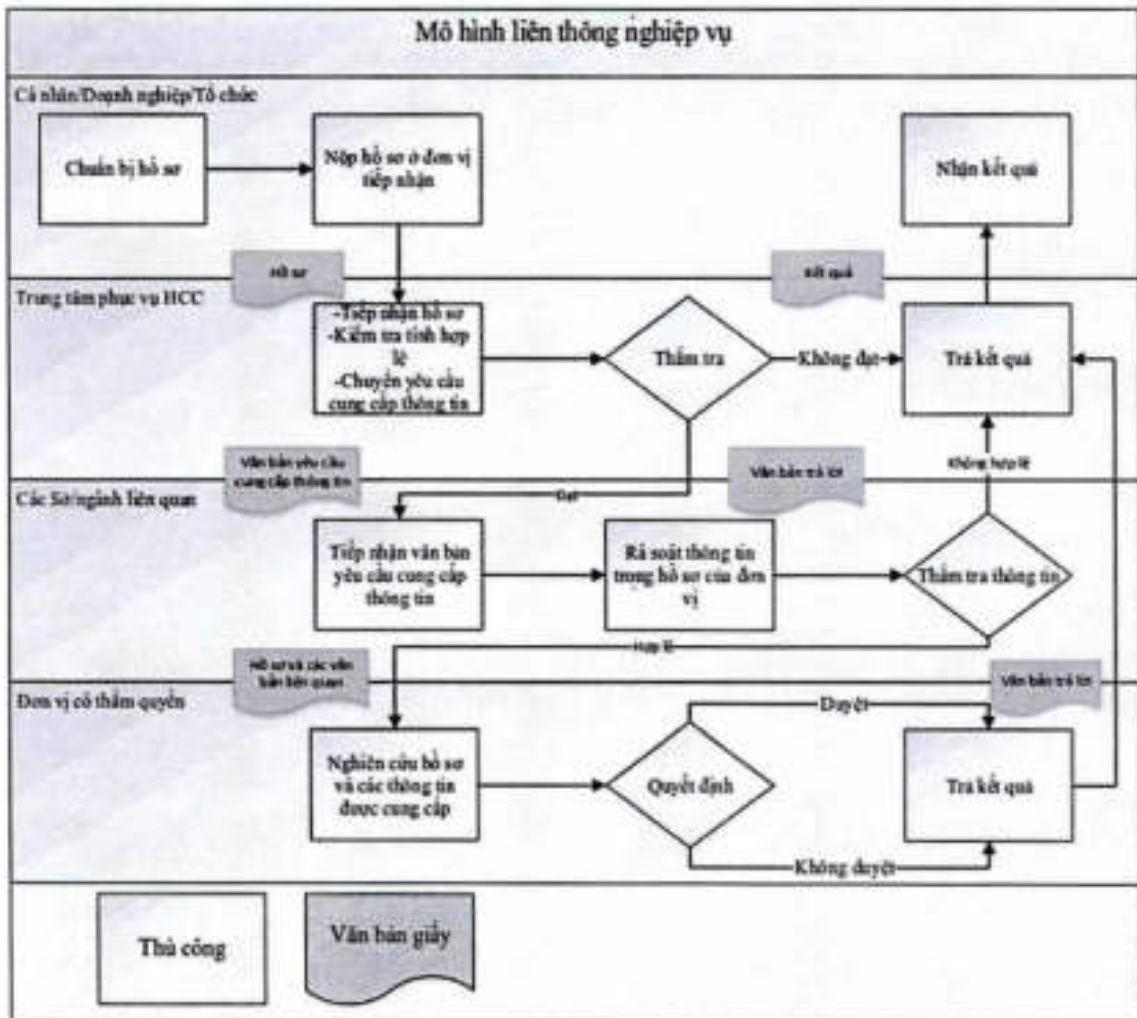 Mô hình liên thông nghiệp vụ
Cá nhân/Doanh nghiệp/Tổ chức
Chuẩn bị hồ sơ
Nộp hồ sơ ở đơn vị
tiếp nhận
Nhận kết quả
Hồ sơ
Kết quả
Trung tâm phục vụ HCC
-Tiếp nhận hồ sơ
-Kiểm tra tính hợp
lệ
-Chuyển yêu cầu
cung cấp thông tin
Thẩm tra
Không đạt
Trả kết quả
Văn bản yêu cầu
cung cấp thông tin
Văn bản trả lời
Không hợp lệ
Các Sở/ngành liên quan
Đạt
Tiếp nhận văn bản
yêu cầu cung cấp
thông tin
Rà soát thông tin
trong hồ sơ của đơn
vị
Thẩm tra thông tin
Hợp lệ
Hồ sơ và các văn
bản liên quan
Văn bản trả lời
Đơn vị có thẩm quyền
Duyệt
Nghiên cứu hồ sơ
và các thông tin
được cung cấp
Quyết định
Trả kết quả
Không duyệt
Thủ công
Văn bản giấy